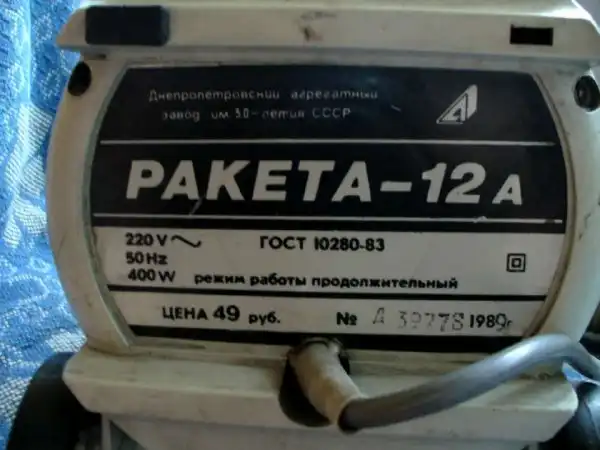 Днепропетровский агрегатный
завод им. 50-летия СССР
РАКЕТА-12А
220 V ~ ГОСТ 10280-83
50 Hz
400 W режим работы продолжительный
ЦЕНА 49 руб. № А 39778 1989г